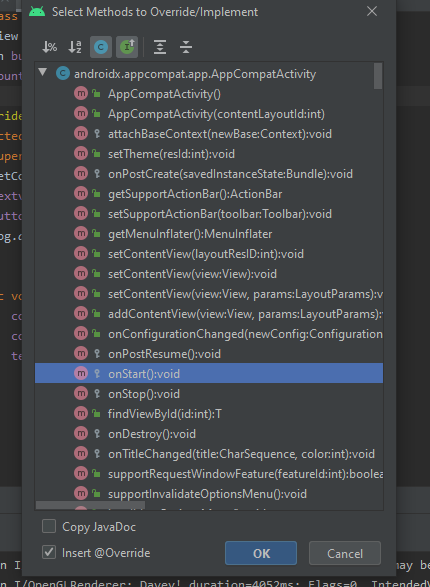 Select Methods to Override/Implement
androidx.appcompat.app.AppCompatActivity
m AppCompatActivity()
m AppCompatActivity(contentLayoutId:int)
m attachBaseContext(newBase:Context):void
m setTheme(resId:int):void
m onPostCreate(savedInstanceState:Bundle):void
m getSupportActionBar():ActionBar
m setSupportActionBar(toolbar:Toolbar):void
m getMenuInflater():MenuInflater
m setContentView(layoutResID:int):void
m setContentView(view:View):void
m setContentView(view:View, params:LayoutParams):v
m addContentView(view:View, params:LayoutParams):
m onConfigurationChanged(newConfig:Configuration
m onPostResume():void
m onStart():void
m onStop():void
m findViewById(id:int):T
m onDestroy():void
m onTitleChanged(title:CharSequence, color:int):void
m supportRequestWindowFeature(featureId:int):boolea
m supportInvalidateOptionsMenu():void
Copy JavaDoc
Insert @Override
OK Cancel
n I/OpenGLRenderer: Davey! duration=4052ms; Flags=0, IntendedV